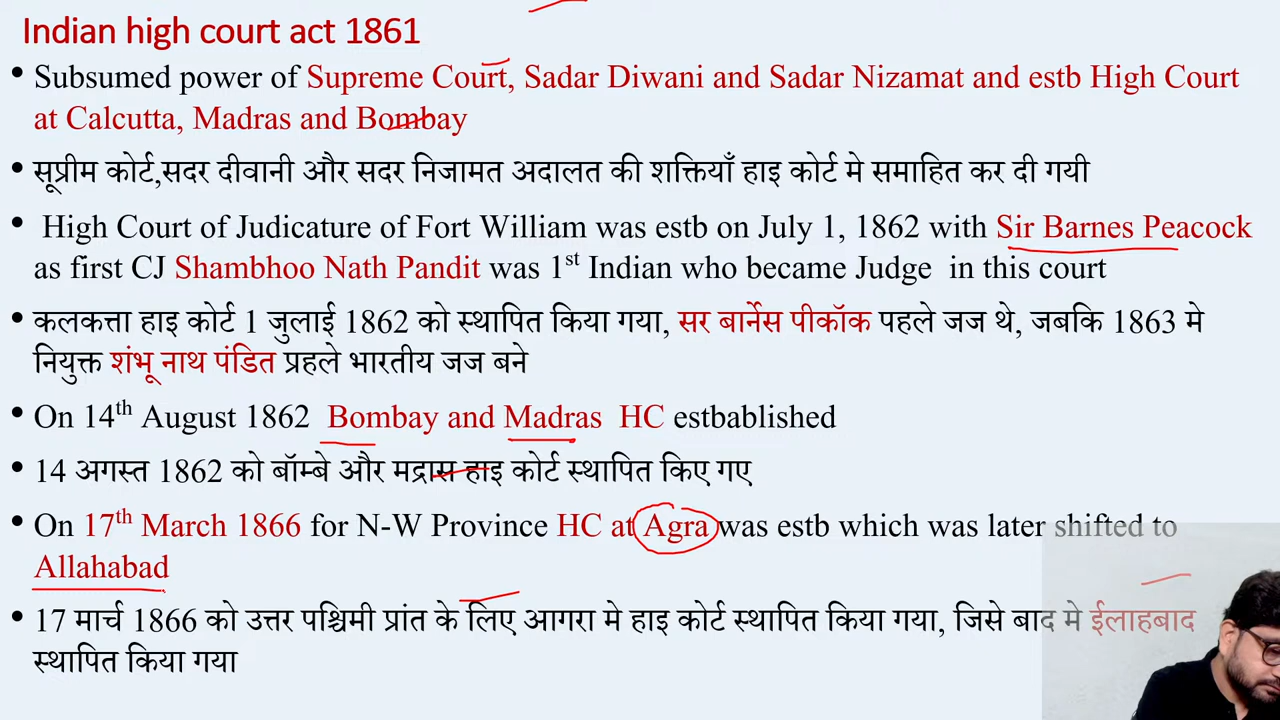 Indian high court act 1861
• Subsumed power of Supreme Court, Sadar Diwani and Sadar Nizamat and estb High Court
at Calcutta, Madras and Bombay
• सूप्रीम कोर्ट,सदर दीवानी और सदर निजामत अदालत की शक्तियाँ हाइ कोर्ट मे समाहित कर दी गयी
• High Court of Judicature of Fort William was estb on July 1, 1862 with Sir Barnes Peacock
as first CJ Shambhoo Nath Pandit was 1st Indian who became Judge in this court
• कलकत्ता हाइ कोर्ट 1 जुलाई 1862 को स्थापित किया गया, सर बार्नेस पीकॉक पहले जज थे, जबकि 1863 मे
नियुक्त शंभू नाथ पंडित प्रहले भारतीय जज बने
• On 14th August 1862 Bombay and Madras HC estbablished
• 14 अगस्त 1862 को बॉम्बे और मद्रास हाइ कोर्ट स्थापित किए गए
• On 17th March 1866 for N-W Province HC at Agra was estb which was later shifted to
Allahabad
• 17 मार्च 1866 को उत्तर पश्चिमी प्रांत के लिए आगरा मे हाइ कोर्ट स्थापित किया गया, जिसे बाद मे ईलाहबाद
स्थापित किया गया